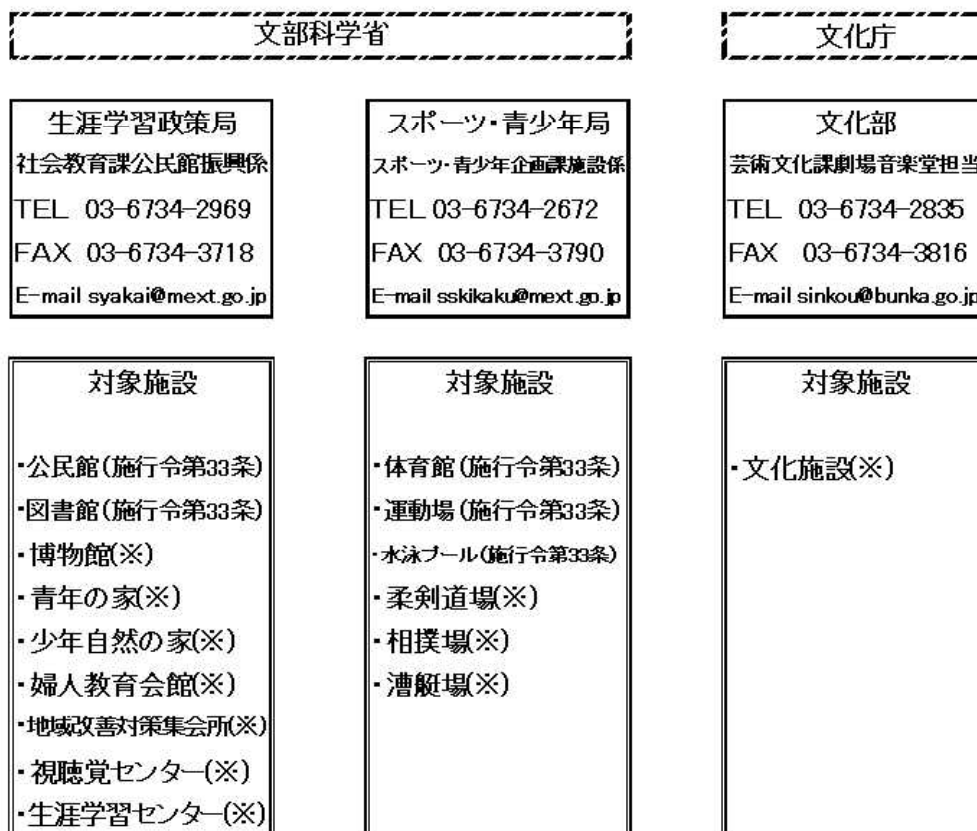 文部科学省
文化庁
生涯学習政策局
社会教育課公民館振興係
TEL 03-6734-2969
FAX 03-6734-3718
E-mail syakai@mext.go.jp
スポーツ・青少年局
スポーツ・青少年企画課施設係
TEL 03-6734-2672
FAX 03-6734-3790
E-mail sskikaku@mext.go.jp
文化部
芸術文化課劇場音楽堂担当
TEL 03-6734-2835
FAX 03-6734-3816
E-mail sinkou@bunka.go.jp
対象施設
・公民館(施行令第33条)
・図書館(施行令第33条)
・博物館(※)
・青年の家(※)
・少年自然の家(※)
・婦人教育会館(※)
・地域改善対策集会所(※)
・視聴覚センター(※)
・生涯学習センター(※)
対象施設
・体育館(施行令第33条)
・運動場(施行令第33条)
・水泳プール(施行令第33条)
・柔剣道場(※)
・相撲場(※)
・漕艇場(※)
対象施設
・文化施設(※)